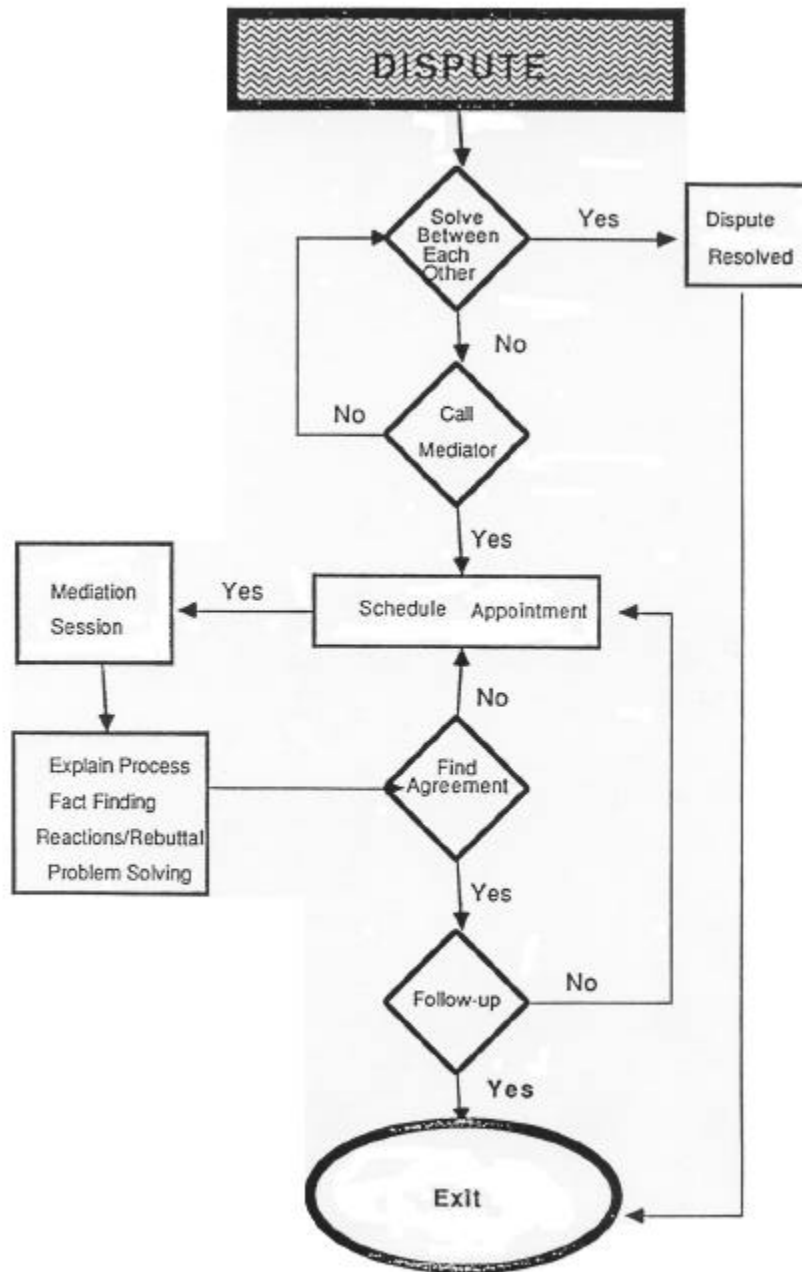 DISPUTE
Solve
Between
Each
Other
Yes
Dispute
Resolved
No
No
Call
Mediator
Yes
Mediation
Session
Yes
Schedule Appointment
No
Explain Process
Fact Finding
Reactions/Rebuttal
Problem Solving
Find
Agreement
Yes
Follow-up
No
Yes
Exit